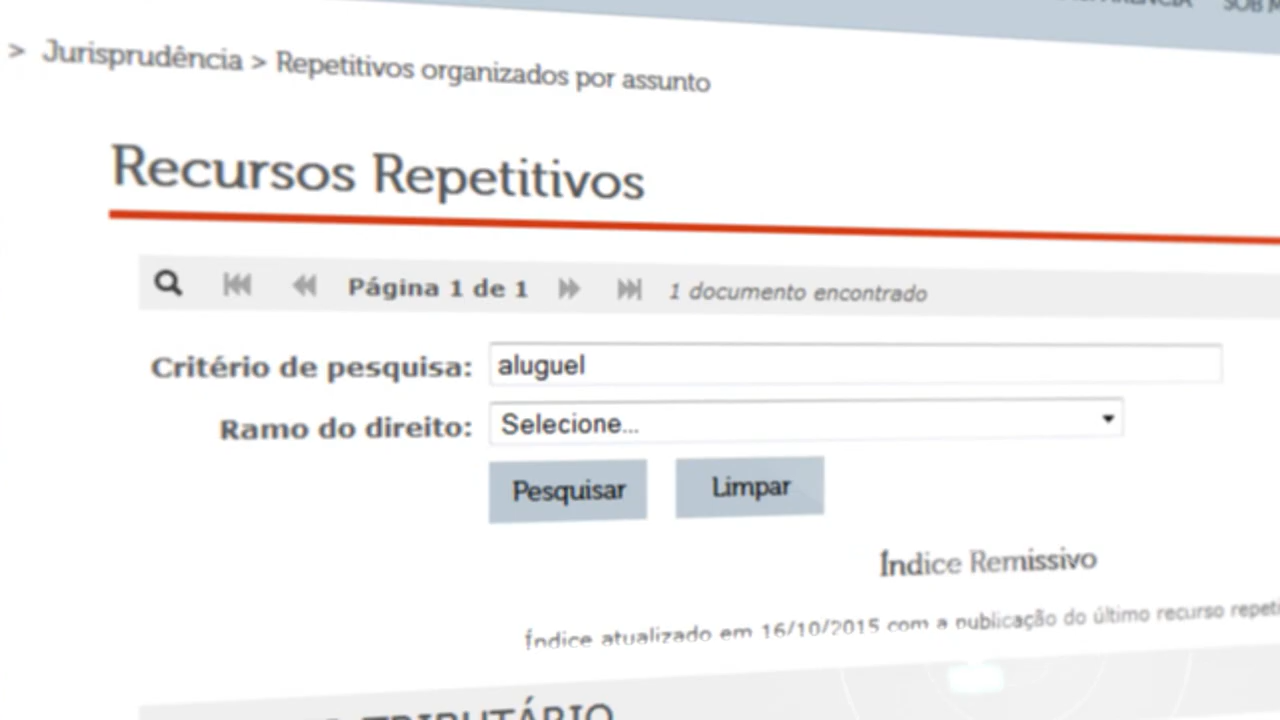 > Jurisprudência > Repetitivos organizados por assunto
Recursos Repetitivos
Página 1 de 1 1 documento encontrado
Critério de pesquisa: aluguel
Ramo do direito: Selecione...
Pesquisar Limpar
Índice Remissivo
Índice atualizado em 16/10/2015 com a publicação do último recurso
TRIBUTÁRIO